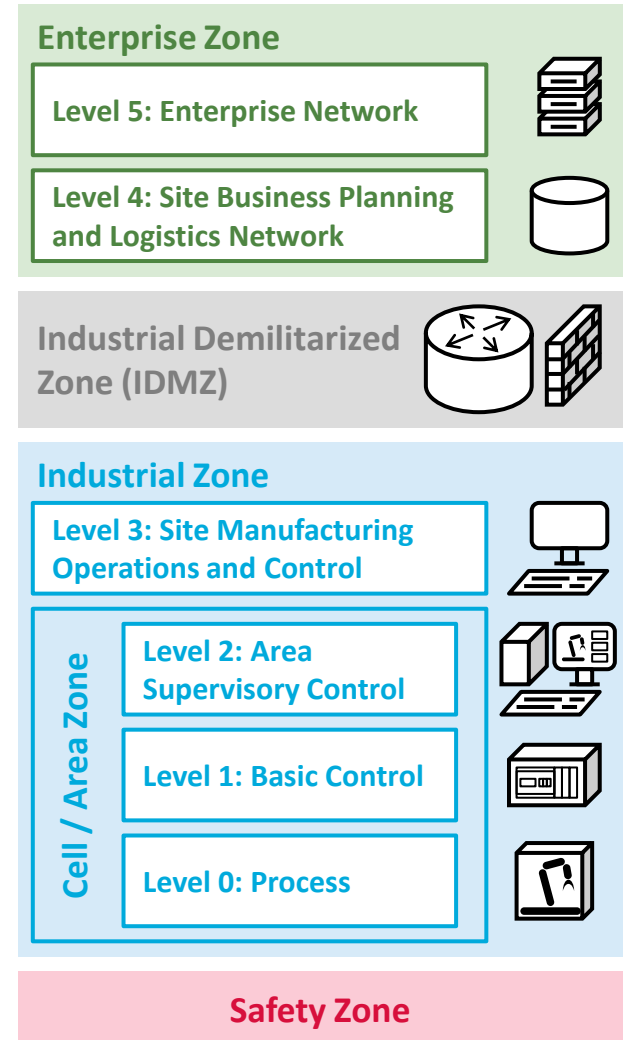 Enterprise Zone
Level 5: Enterprise Network
Level 4: Site Business Planning
and Logistics Network
Industrial Demilitarized
Zone (IDMZ)
Industrial Zone
Level 3: Site Manufacturing
Operations and Control
Cell / Area Zone
Level 2: Area
Supervisory Control
Level 1: Basic Control
Level 0: Process
Safety Zone